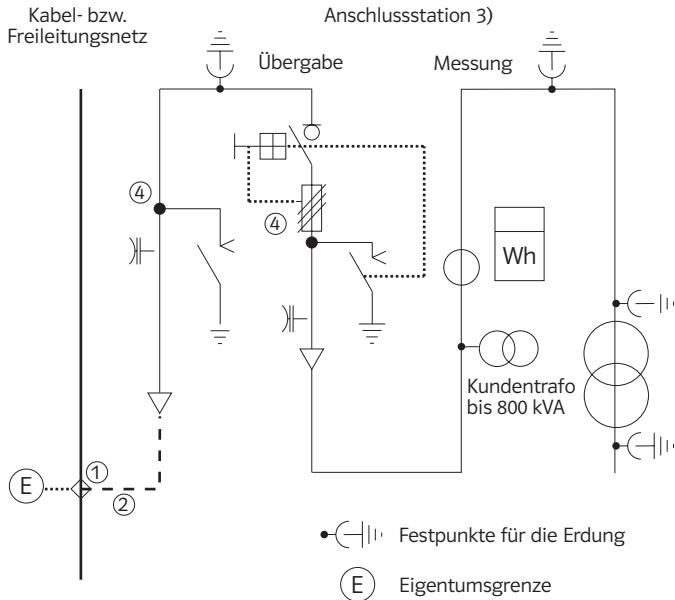 Kabel- bzw.
Freileitungsnetz
Anschlussstation 3)
Übergabe
Messung
4
4
Wh
Kundentrafo
bis 800 kVA
E
1
2
Festpunkte für die Erdung
E
Eigentumsgrenze